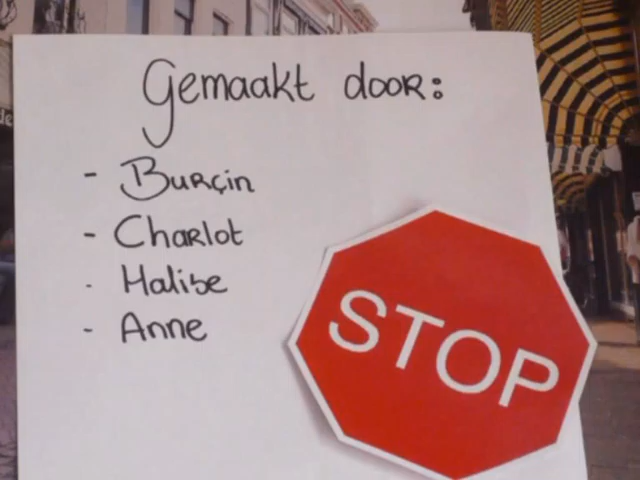 Gemaakt door:
- Burçin
- Charlot
- Halise
- Anne
STOP